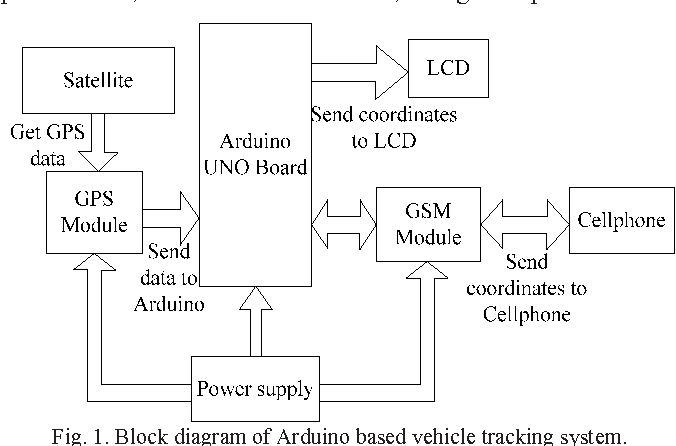 Satellite
Get GPS
data
GPS
Module
Send
data to
Arduino
Arduino
UNO Board
LCD
Send coordinates
to LCD
GSM
Module
Cellphone
Send
coordinates to
Cellphone
Power supply
Fig. 1. Block diagram of Arduino based vehicle tracking system.